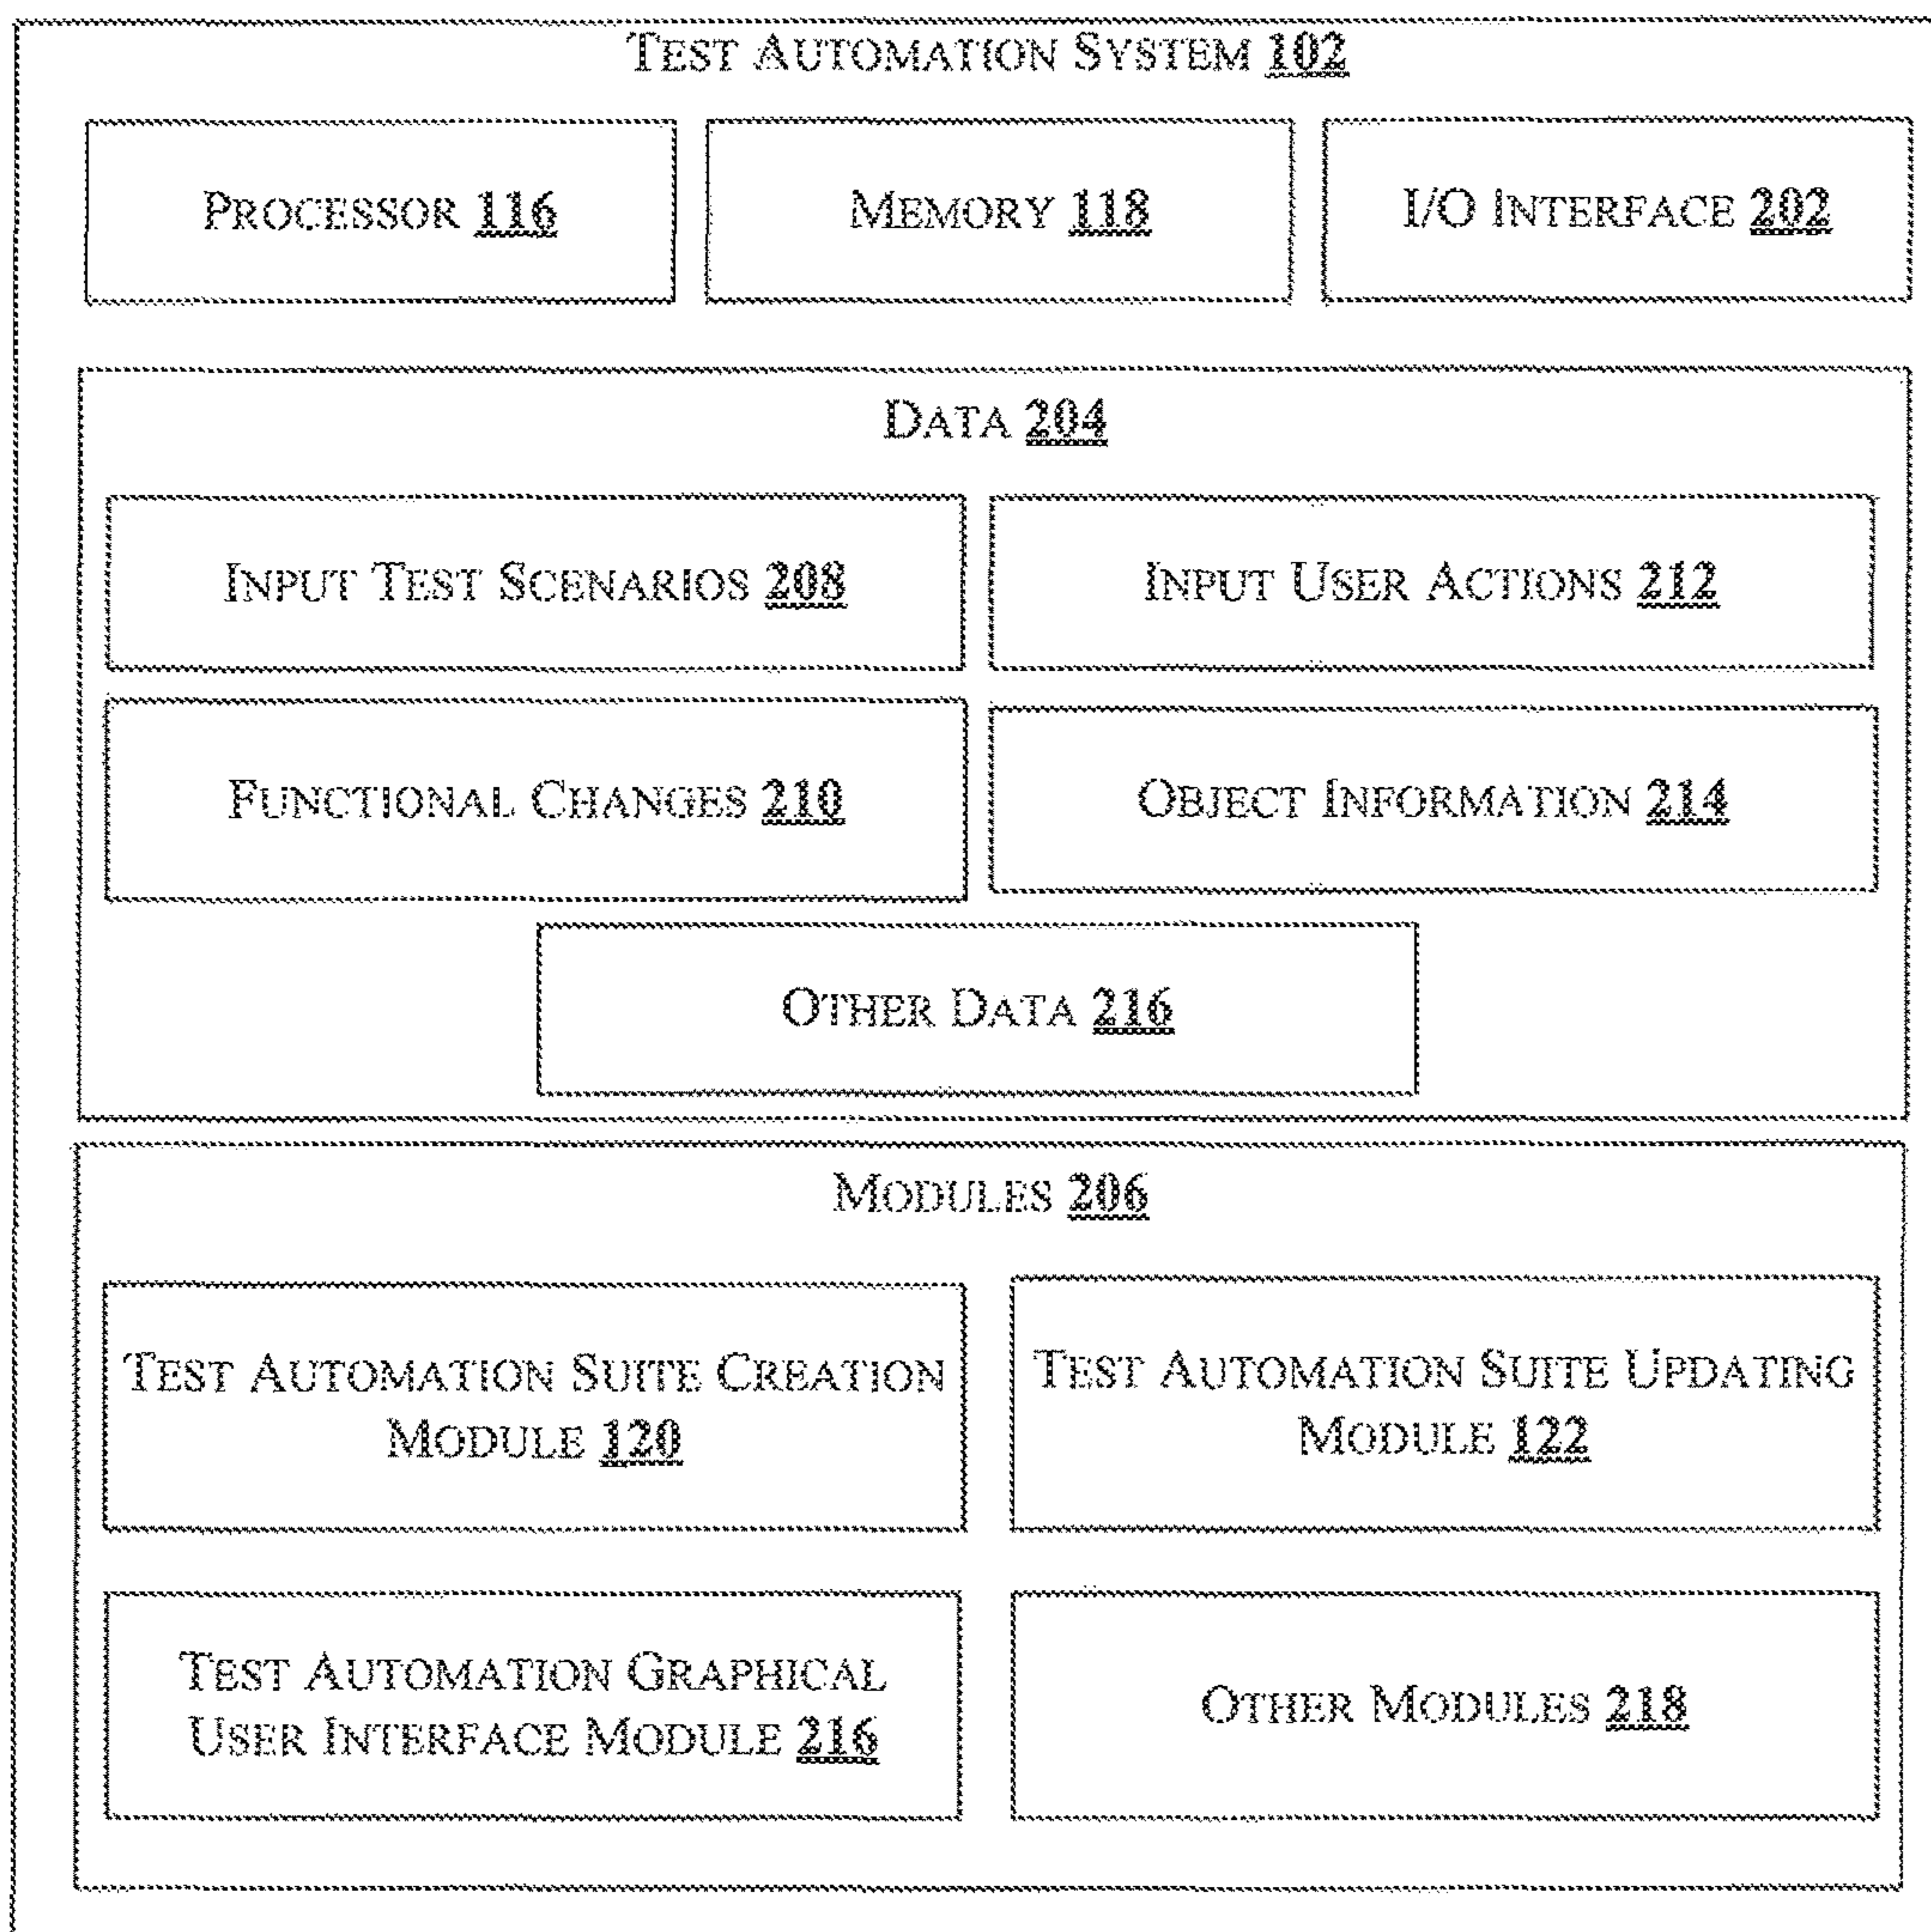 TEST AUTOMATION SYSTEM 102
PROCESSOR 116
MEMORY 118
I/O INTERFACE 202
DATA 204
INPUT TEST SCENARIOS 208
INPUT USER ACTIONS 212
FUNCTIONAL CHANGES 210
OBJECT INFORMATION 214
OTHER DATA 216
MODULES 206
TEST AUTOMATION SUITE CREATION
MODULE 120
TEST AUTOMATION SUITE UPDATING
MODULE 122
TEST AUTOMATION GRAPHICAL
USER INTERFACE MODULE 216
OTHER MODULES 218